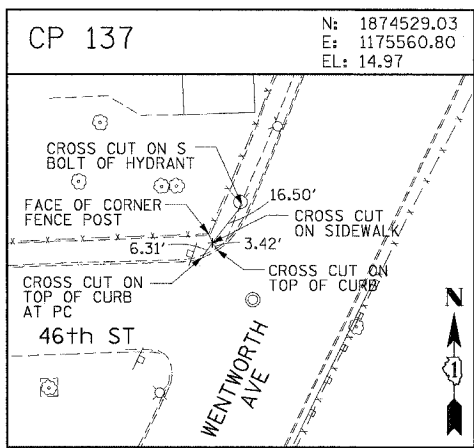 CP 137
N: 1874529.03
E: 1175560.80
EL: 14.97
CROSS CUT ON S
BOLT OF HYDRANT
16.50'
FACE OF CORNER
FENCE POST
CROSS CUT
ON SIDEWALK
6.31'
3.42'
CROSS CUT ON
TOP OF CURB
AT PC
CROSS CUT ON
TOP OF CURB
46th ST
WENTWORTH
AVE
N
1